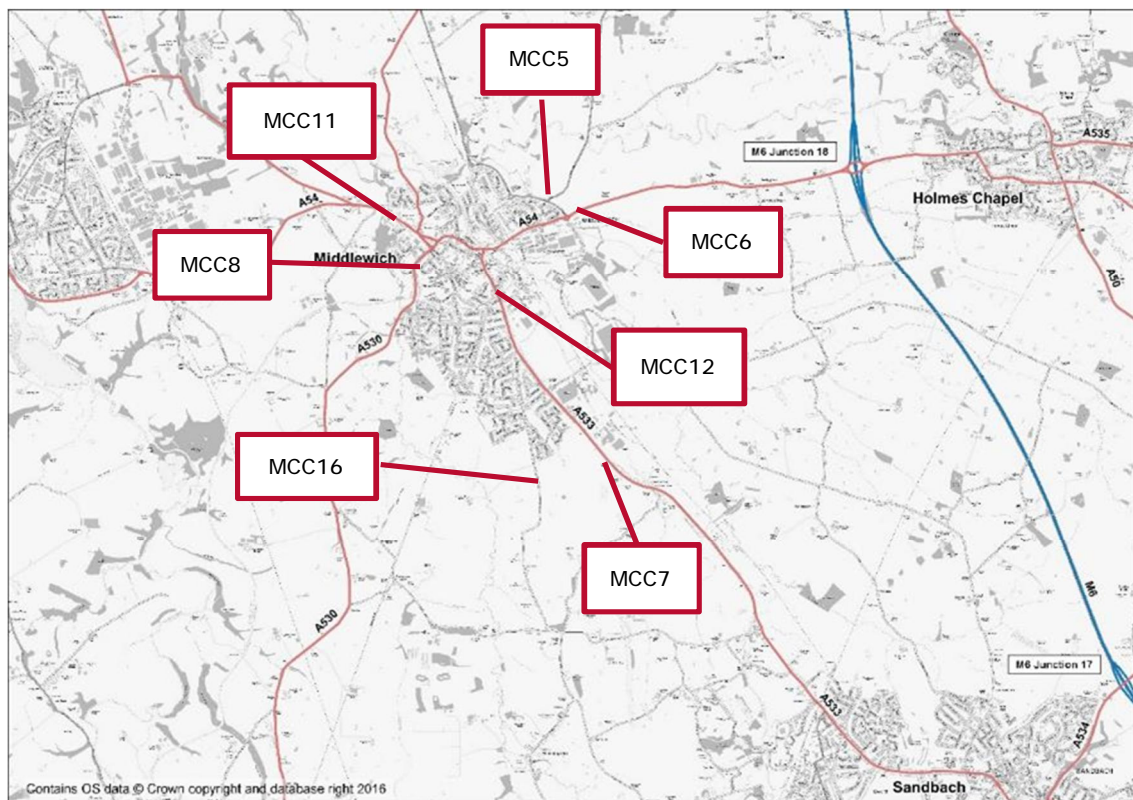 MCC5
MCC11
A535
M6 Junction 18
Holmes Chapel
A54
A54
MCC6
MCC8
Middlewich
A50
A530
MCC12
A533
MCC16
MCC7
M6
A530
M6 Junction 17
A533
A534
SANDBACH
Sandbach
Contains OS data © Crown copyright and database right 2016